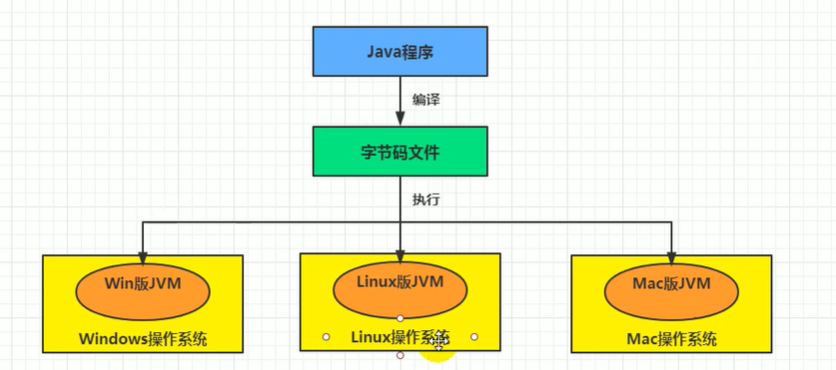 Java程序
编译
字节码文件
执行
Win版JVM
Linux版JVM
Mac版JVM
Windows操作系统
Linux操作系统
Mac操作系统